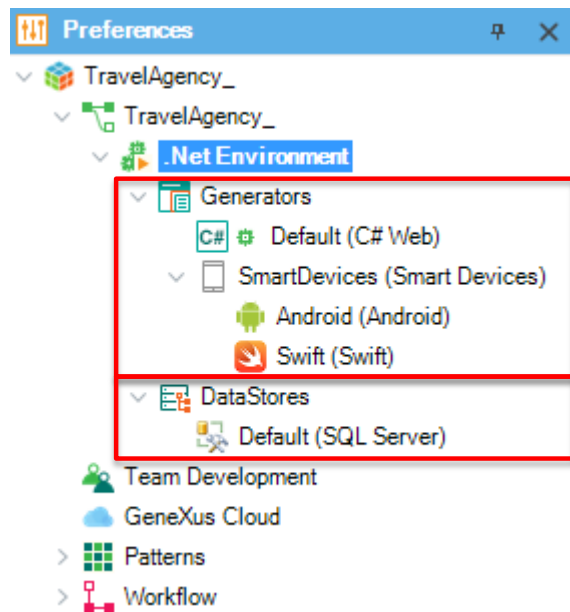 Preferences
TravelAgency_
TravelAgency_
.Net Environment
Generators
C# Default (C# Web)
SmartDevices (Smart Devices)
Android (Android)
Swift (Swift)
DataStores
Default (SQL Server)
Team Development
GeneXus Cloud
Patterns
Workflow